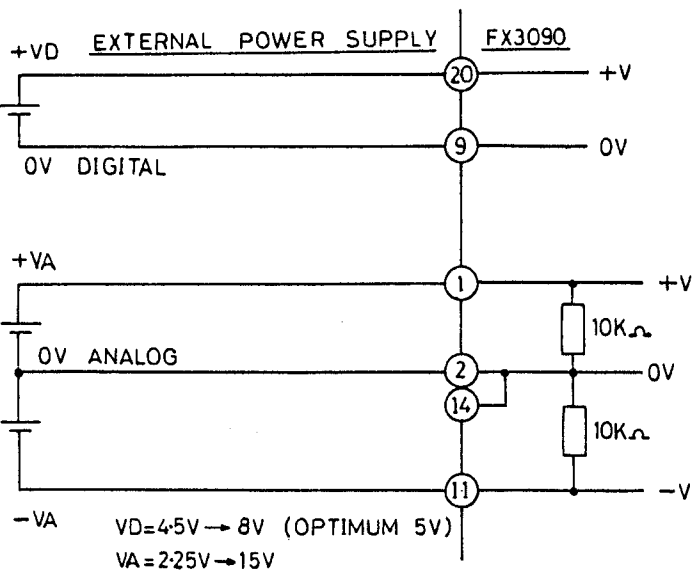 +VD EXTERNAL POWER SUPPLY FX3090
20 +V
9 0V
0V DIGITAL
+VA
1 +V
10KΩ
0V ANALOG
2 0V
14
10KΩ
11 -V
-VA
VD=4·5V→8V (OPTIMUM 5V)
VA=2·25V→15V